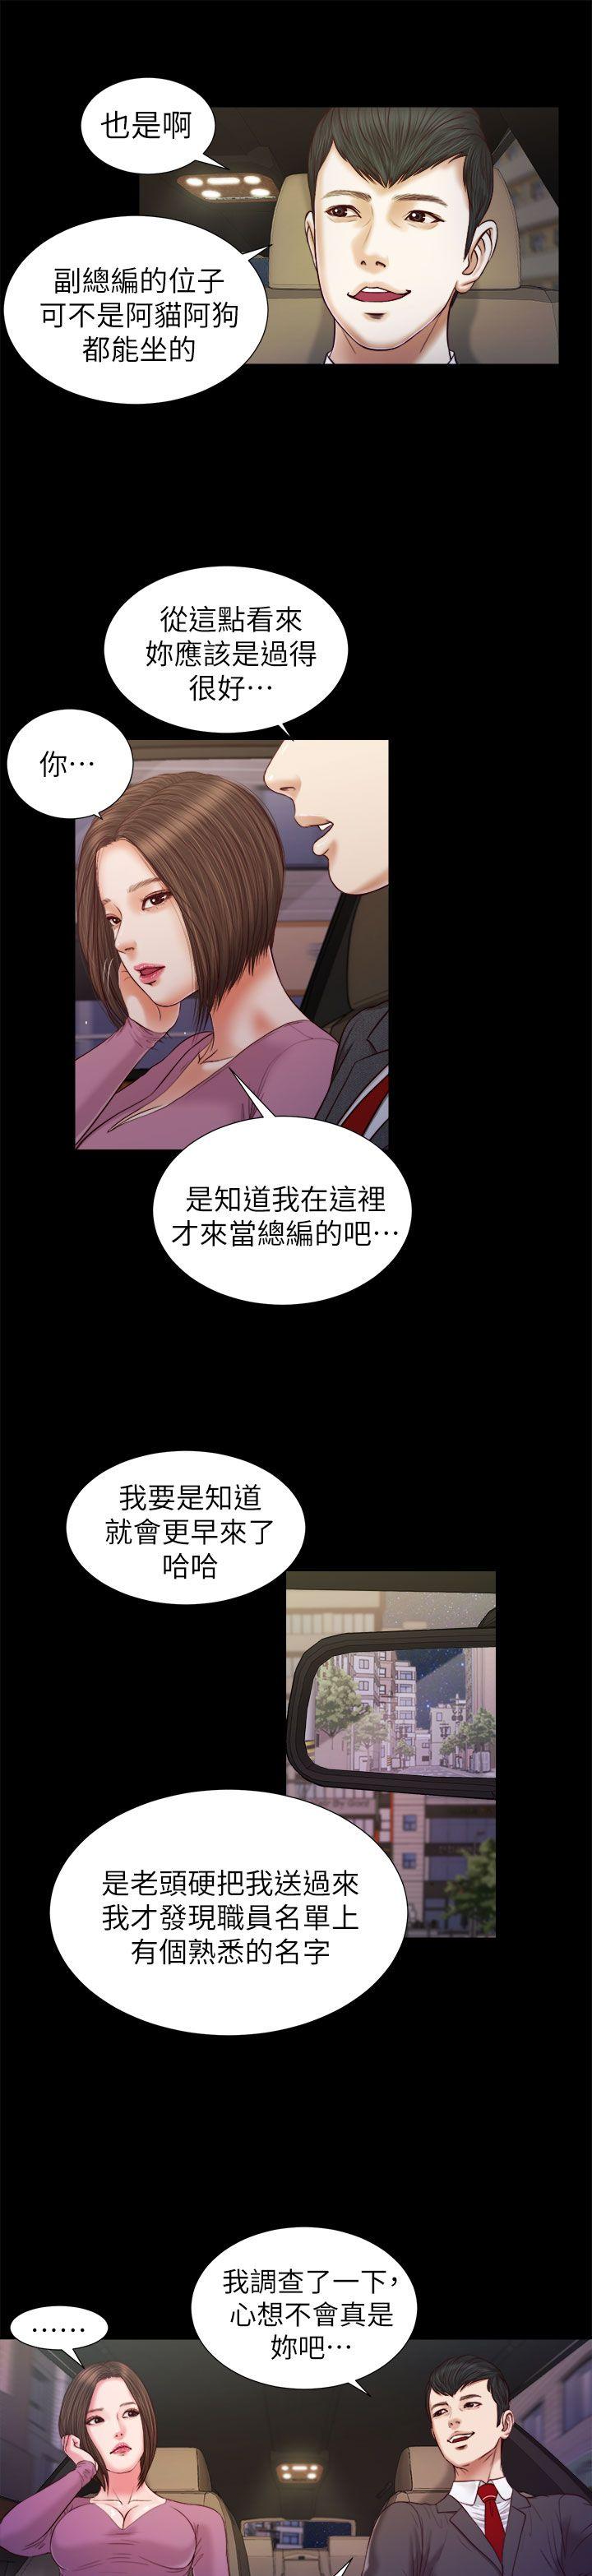 也是啊
副總編的位子
可不是阿貓阿狗
都能坐的
從這點看來
妳應該是過得
很好⋯
你⋯
是知道我在這裡
才來當總編的吧⋯
我要是知道
就會更早來了
哈哈
是老頭硬把我送過來
我才發現職員名單上
有個熟悉的名字
我調查了一下，
心想不會真是
妳吧⋯
⋯⋯